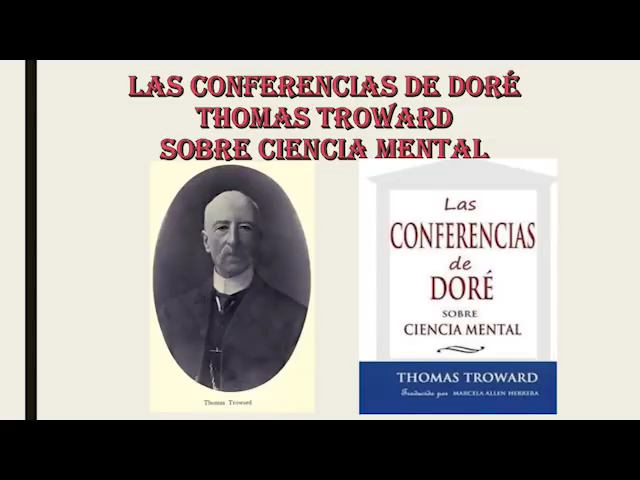 LAS CONFERENCIAS DE DORÉ
THOMAS TROWARD
SOBRE CIENCIA MENTAL
Thomas Troward
Las
CONFERENCIAS
de
DORÉ
SOBRE
CIENCIA MENTAL
THOMAS TROWARD
Traducido por MARCELA ALLEN HERRERA